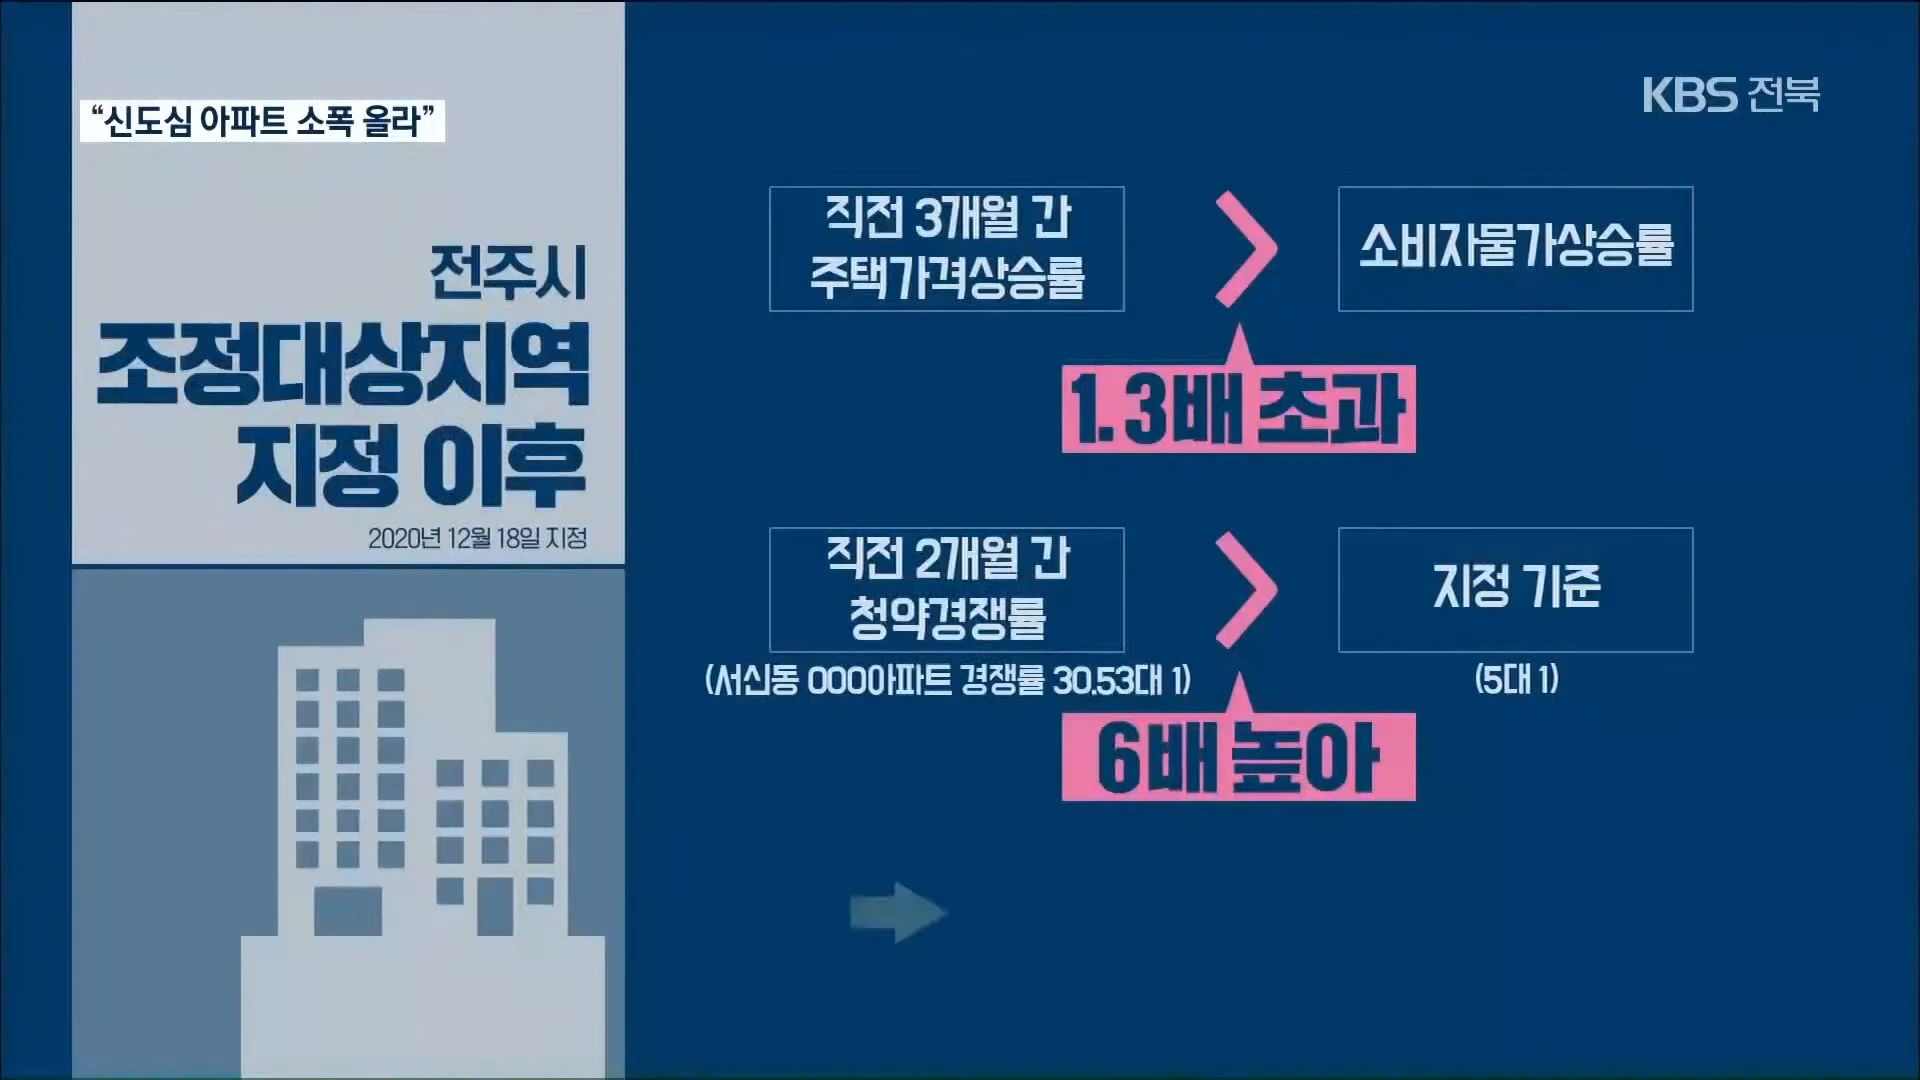 “신도심 아파트 소폭 올라”
KBS 전북
전주시
조정대상지역
지정 이후
2020년 12월 18일 지정
직전 3개월 간
주택가격상승률
소비자물가상승률
1.3배 초과
직전 2개월 간
청약경쟁률
지정 기준
(서신동 OOO아파트 경쟁률 30.53대 1)
(5대 1)
6배 높아